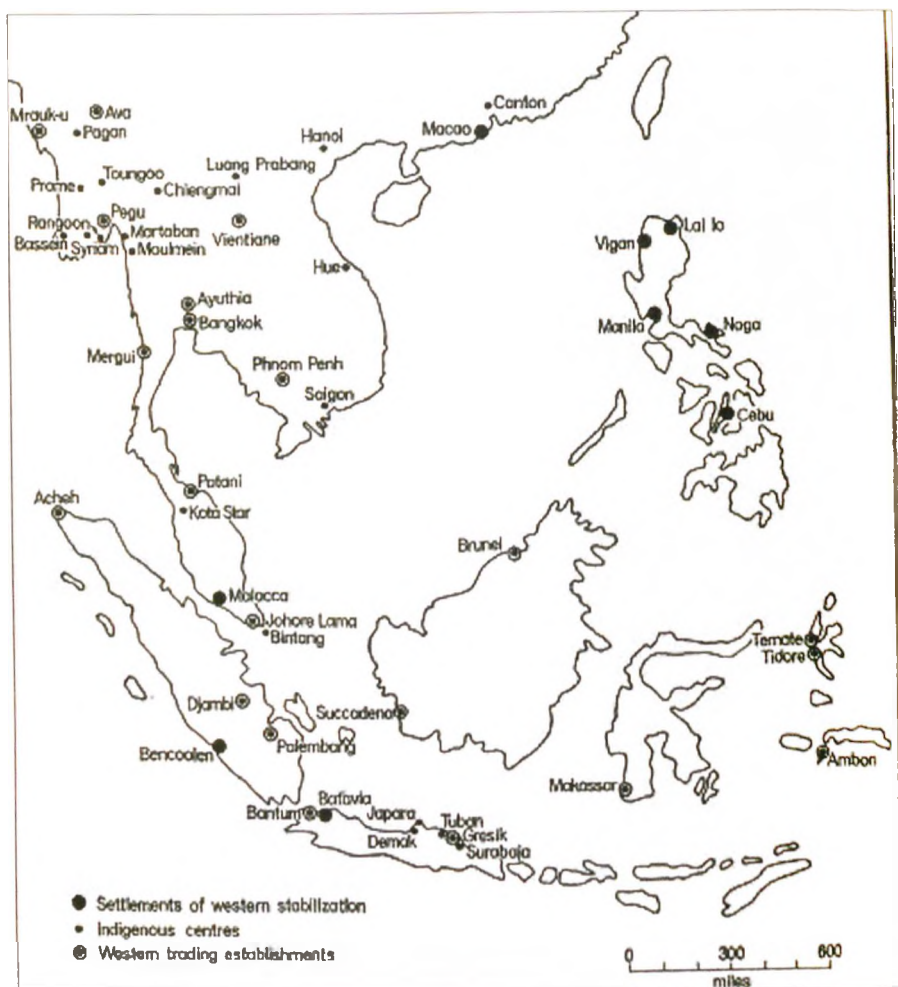 Canton
Macao
Mrauk-u
Ava
Pagan
Hanoi
Luang Prabang
Toungoo
Prome
Chiengmai
Pegu
Rangoon
Martaban
Vientiane
Bassein
Syriam
Moulmein
Lal lo
Vigan
Hue
Ayuthia
Bangkok
Manila
Naga
Mergui
Phnom Penh
Saigon
Cebu
Patani
Acheh
Kota Star
Brunei
Malacca
Johore Lama
Bintang
Ternate
Tidore
Djambi
Succadena
Palembang
Bencoolen
Ambon
Makassar
Bantum
Batavia
Japara
Tuban
Demak
Gresik
Surabaja
Settlements of western stabilization
Indigenous centres
Western trading establishments
0 300 600
miles